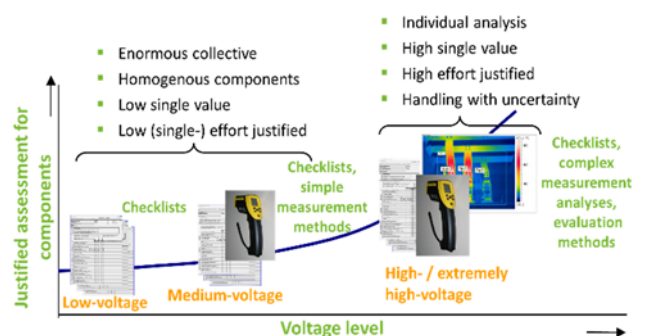 ▪ Enormous collective
▪ Homogenous components
▪ Low single value
▪ Low (single-) effort justified
▪ Individual analysis
▪ High single value
▪ High effort justified
▪ Handling with uncertainty
Justified assessment for
components
Checklists
Checklists,
simple
measurement
methods
Checklists,
complex
measurement
analyses,
evaluation
methods
Low-voltage
Medium-voltage
High- / extremely
high-voltage
Voltage level